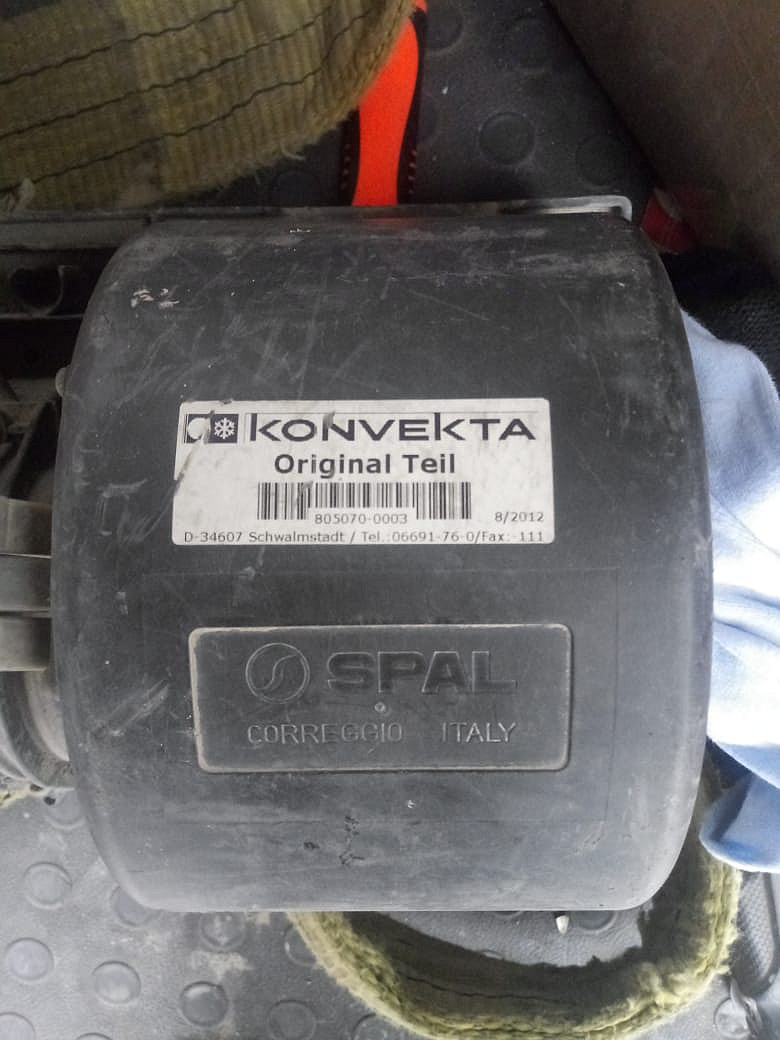 KONVEKTA
Original Teil
805070-0003
8/2012
D-34607 Schwalmstadt / Tel.:06691-76-0/Fax:-111
SPAL
CORREGGIO ITALY